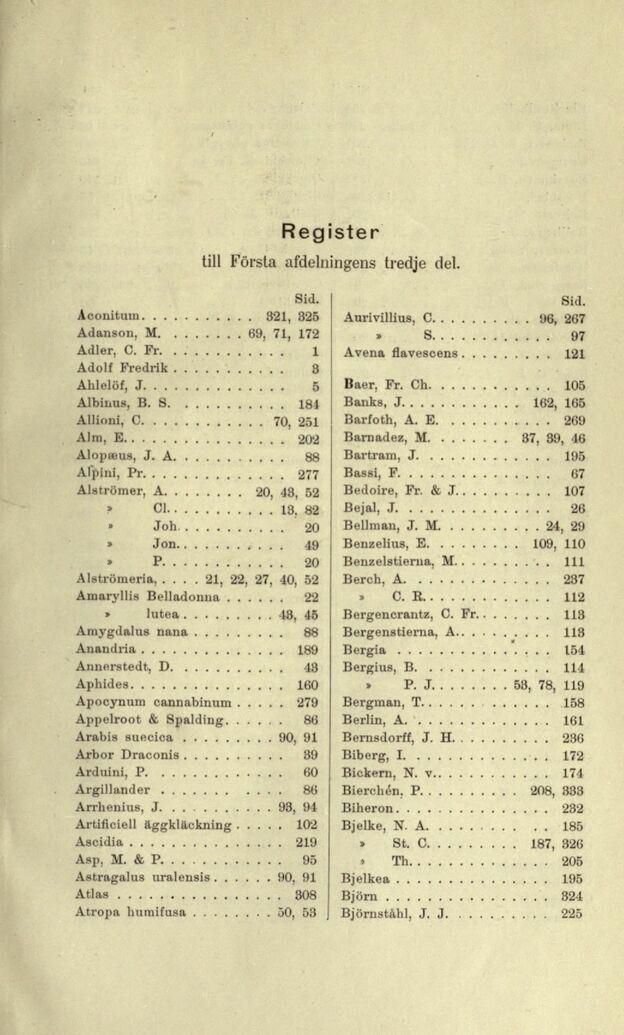 Register
till Första afdelningens tredje del.
Sid.
Aconitum. . . . . . . . . . . . 321, 325
Adanson, M. . . . . . . . 69, 71, 172
Adler, C. Fr. . . . . . . . . . . . 1
Adolf Fredrik . . . . . . . . . . . 3
Ahlelöf, J. . . . . . . . . . . . . 5
Albinus, B. S. . . . . . . . . . . 184
Allioni, C. . . . . . . . . . . 70, 251
Alm, E. . . . . . . . . . . . . . 202
Alopæus, J. A. . . . . . . . . . . 88
Alpini, Pr. . . . . . . . . . . . . 277
Alströmer, A. . . . . . . . 20, 43, 52
» Cl. . . . . . . . . . . 13, 82
» Joh. . . . . . . . . . . 20
» Jon. . . . . . . . . . . 49
» P. . . . . . . . . . . . 20
Alströmeria, . . . . 21, 22, 27, 40, 52
Amaryllis Belladonna . . . . . . 22
» lutea . . . . . . . . 43, 45
Amygdalus nana . . . . . . . . . 88
Anandria . . . . . . . . . . . . . 189
Annerstedt, D. . . . . . . . . . . 43
Aphides. . . . . . . . . . . . . . 160
Apocynum cannabinum . . . . . 279
Appelroot & Spalding. . . . . . 86
Arabis suecica . . . . . . . . . 90, 91
Arbor Draconis . . . . . . . . . . 39
Arduini, P. . . . . . . . . . . . . 60
Argillander . . . . . . . . . . . . 86
Arrhenius, J. . . . . . . . . . 93, 94
Artificiell äggkläckning . . . . . 102
Ascidia . . . . . . . . . . . . . . 219
Asp, M. & P. . . . . . . . . . . . 95
Astragalus uralensis . . . . . . 90, 91
Atlas . . . . . . . . . . . . . . . 308
Atropa humifusa . . . . . . . . 50, 53
Sid.
Aurivillius, C. . . . . . . . . . 96, 267
» S. . . . . . . . . . . . 97
Avena flavescens . . . . . . . . . 121
Baer, Fr. Ch. . . . . . . . . . . . 105
Banks, J. . . . . . . . . . . . 162, 165
Barfoth, A. E. . . . . . . . . . . 269
Barnadez, M. . . . . . . . 37, 39, 46
Bartram, J. . . . . . . . . . . . . 195
Bassi, F. . . . . . . . . . . . . . 67
Bedoire, Fr. & J. . . . . . . . . . 107
Bejal, J. . . . . . . . . . . . . . 26
Bellman, J. M. . . . . . . . . . 24, 29
Benzelius, E. . . . . . . . . . 109, 110
Benzelstierna, M. . . . . . . . . . 111
Berch, A. . . . . . . . . . . . . . 237
» C. R. . . . . . . . . . . . 112
Bergencrantz, C. Fr. . . . . . . . 113
Bergenstierna, A. . . . . . . . . . 113
Bergia . . . . . . . . . . . . . . 154
Bergius, B. . . . . . . . . . . . . 114
» P. J. . . . . . . . . 53, 78, 119
Bergman, T. . . . . . . . . . . . . 158
Berlin, A. . . . . . . . . . . . . 161
Bernsdorff, J. H. . . . . . . . . . 236
Biberg, I. . . . . . . . . . . . . 172
Bickern, N. v. . . . . . . . . . . 174
Bierchén, P. . . . . . . . . . 208, 333
Biheron . . . . . . . . . . . . . . 232
Bjelke, N. A. . . . . . . . . . . 185
» St. C. . . . . . . . . . 187, 326
» Th. . . . . . . . . . . . 205
Bjelkea . . . . . . . . . . . . . . 195
Björn . . . . . . . . . . . . . . . 324
Björnståhl, J. J. . . . . . . . . . 225